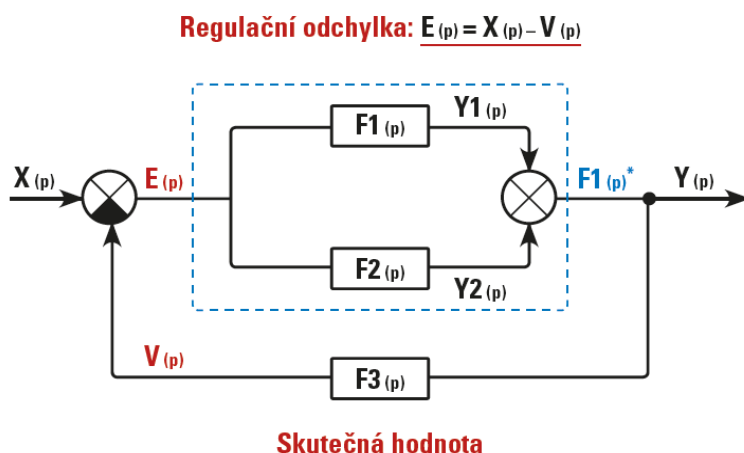 Regulační odchylka: E (p) = X (p) – V (p)
F1 (p)
Y1 (p)
X (p)
E (p)
F1 (p)*
Y (p)
F2 (p)
Y2 (p)
V (p)
F3 (p)
Skutečná hodnota